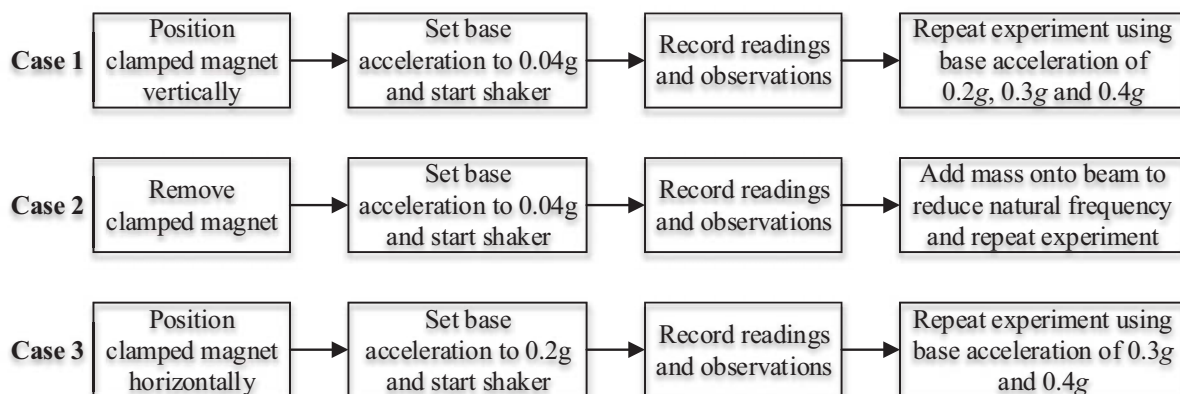 Case 1
Position
clamped magnet
vertically
Set base
acceleration to 0.04g
and start shaker
Record readings
and observations
Repeat experiment using
base acceleration of
0.2g, 0.3g and 0.4g
Case 2
Remove
clamped magnet
Set base
acceleration to 0.04g
and start shaker
Record readings
and observations
Add mass onto beam to
reduce natural frequency
and repeat experiment
Case 3
Position
clamped magnet
horizontally
Set base
acceleration to 0.2g
and start shaker
Record readings
and observations
Repeat experiment using
base acceleration of 0.3g
and 0.4g